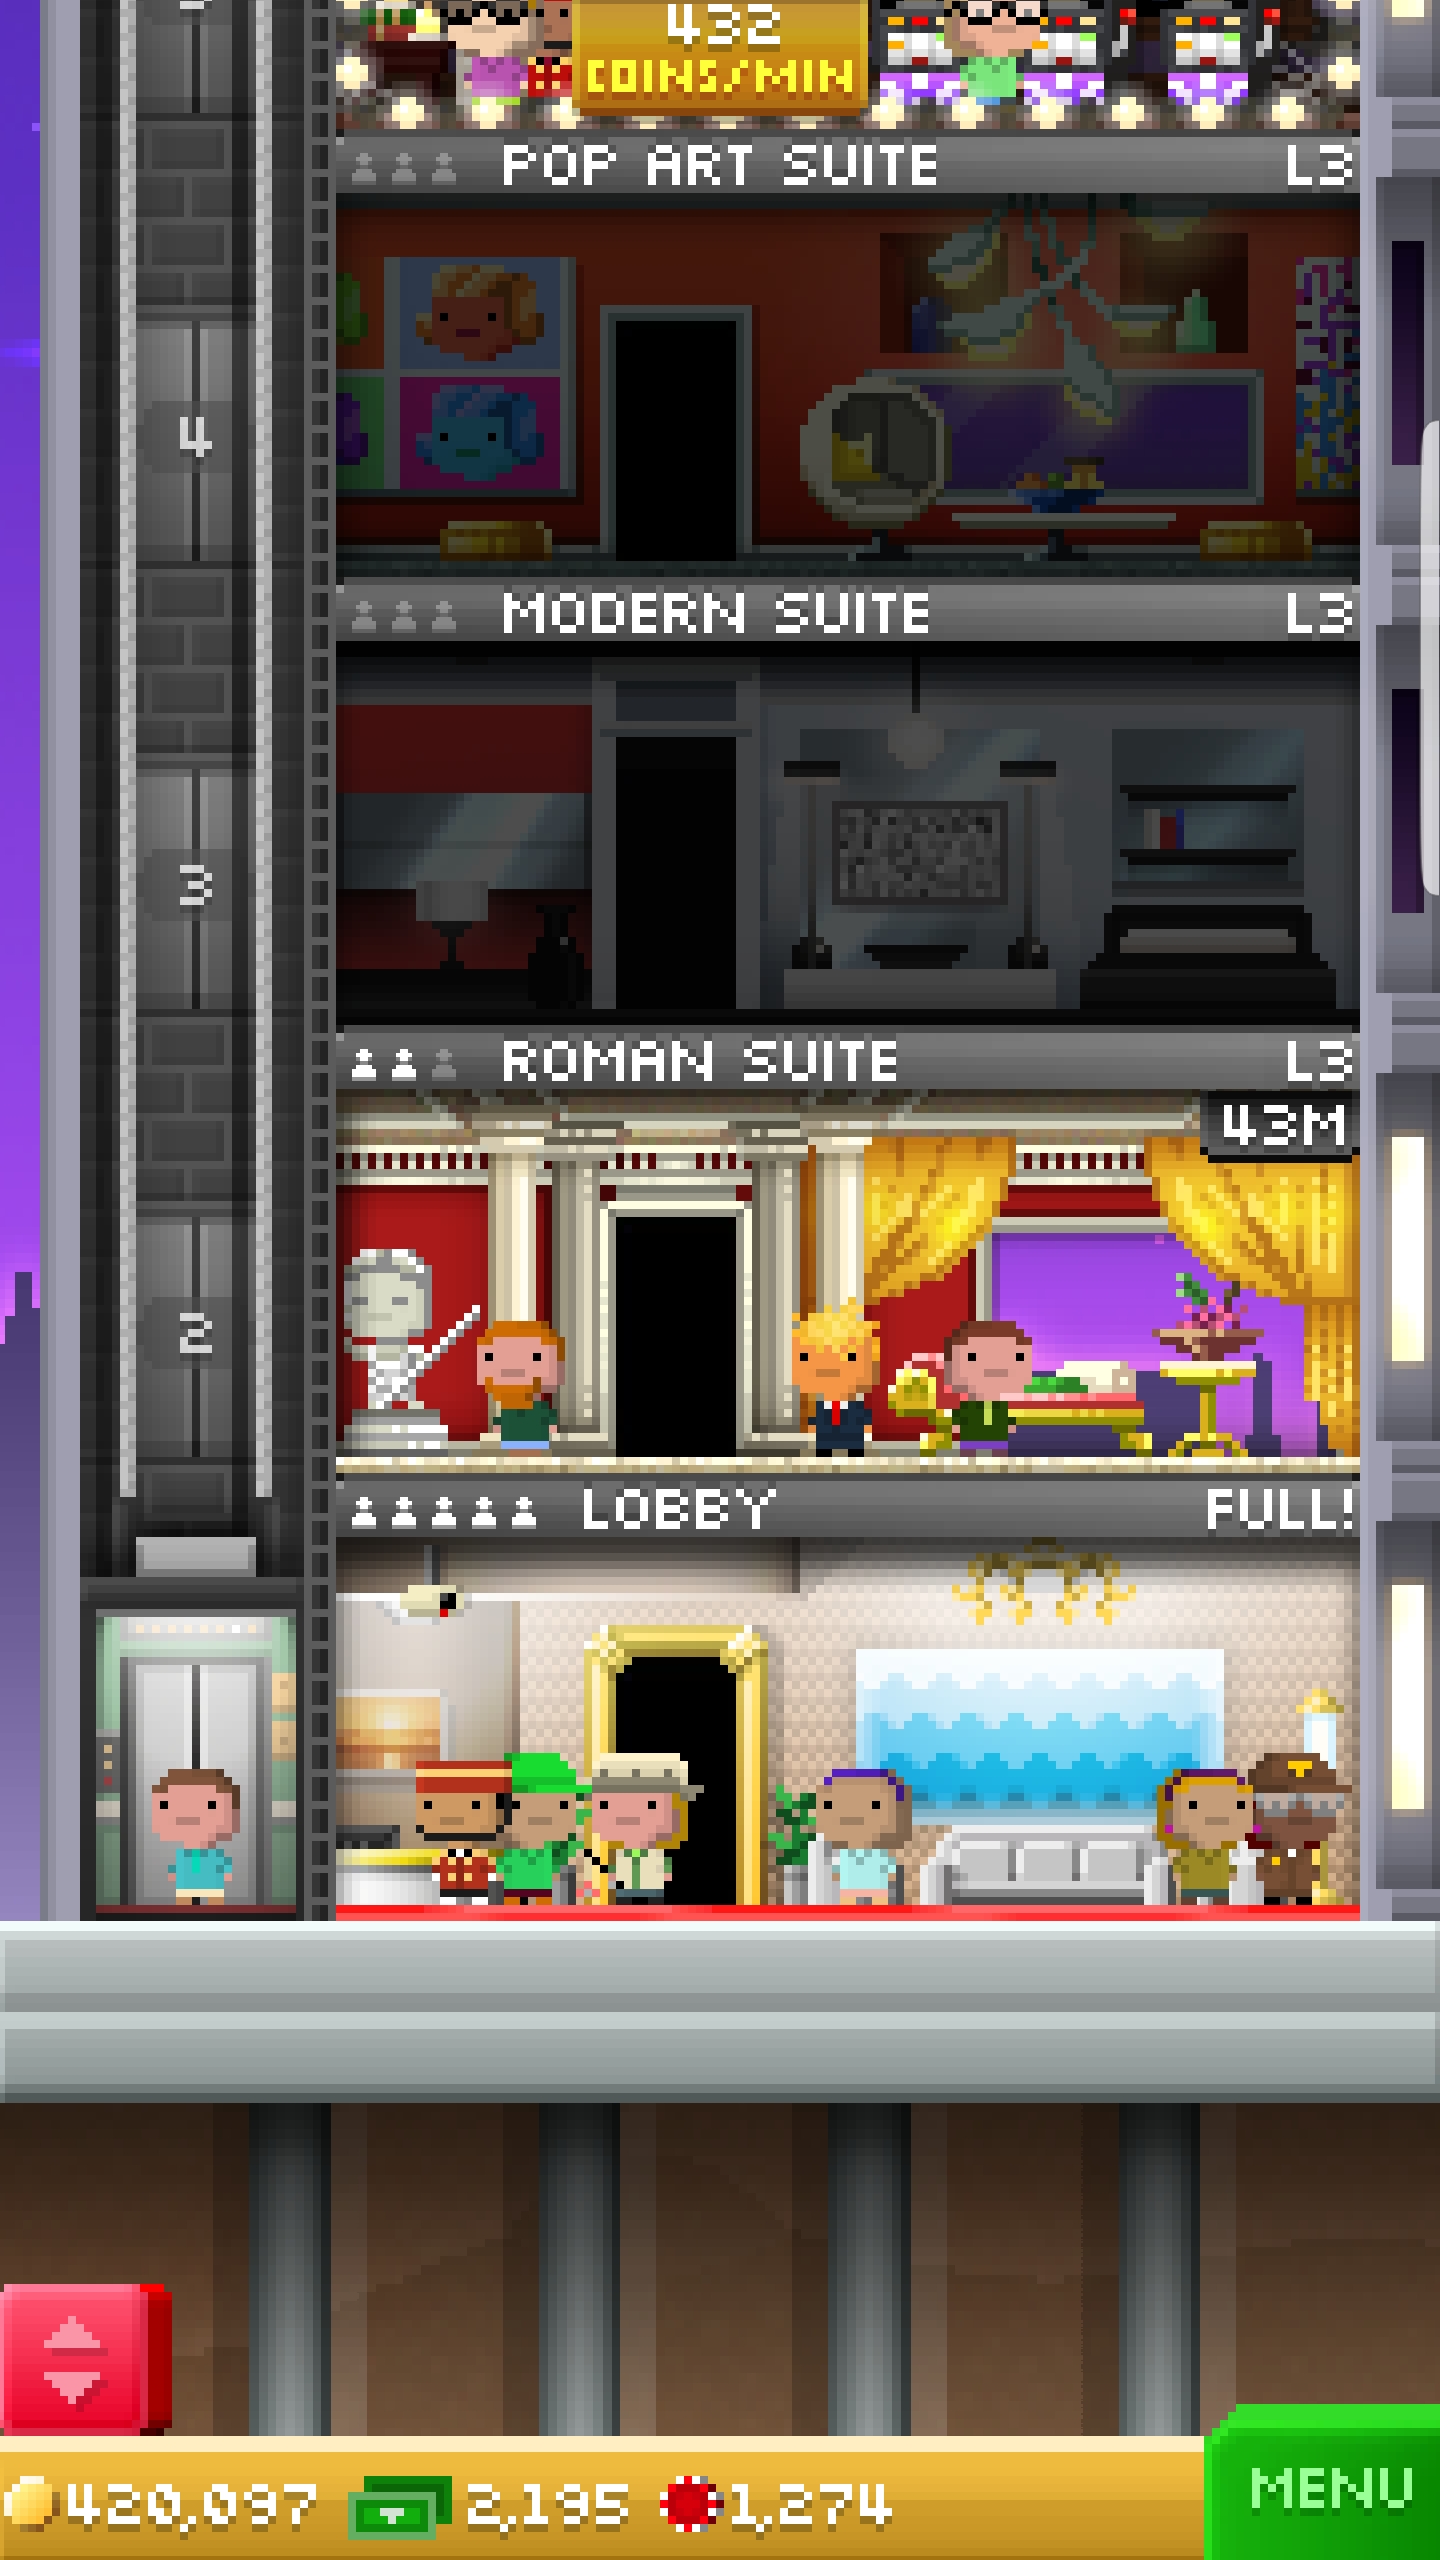 432
COINS/MIN
POP ART SUITE L3
4
MODERN SUITE L3
3
ROMAN SUITE L3
43M
2
LOBBY FULL!
420,097 2,195 1,274
MENU